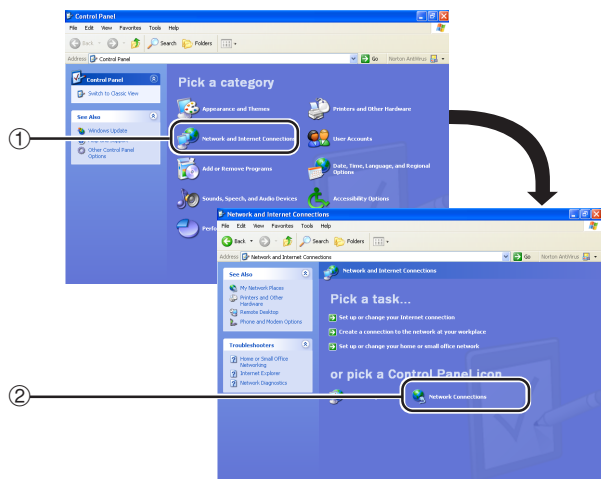 Control Panel
File Edit View Favorites Tools Help
Back Search Folders
Address Control Panel Go Norton AntiVirus
Control Panel
Switch to Classic View
See Also
Windows Update
Other Control Panel
Options
Pick a category
Appearance and Themes
Printers and Other Hardware
① Network and Internet Connections
User Accounts
Add or Remove Programs
Date, Time, Language, and Regional
Options
Sounds, Speech, and Audio Devices
Accessibility Options
Perfo
Network and Internet Connections
File Edit View Favorites Tools Help
Back Search Folders
Address Network and Internet Connections Go Norton AntiVirus
See Also
My Network Places
Printers and Other
Hardware
Remote Desktop
Phone and Modem Options
Troubleshooters
Home or Small Office
Networking
Internet Explorer
Network Diagnostics
Network and Internet Connections
Pick a task...
Set up or change your Internet connection
Create a connection to the network at your workplace
Set up or change your home or small office network
or pick a Control Panel icon
② Network Connections